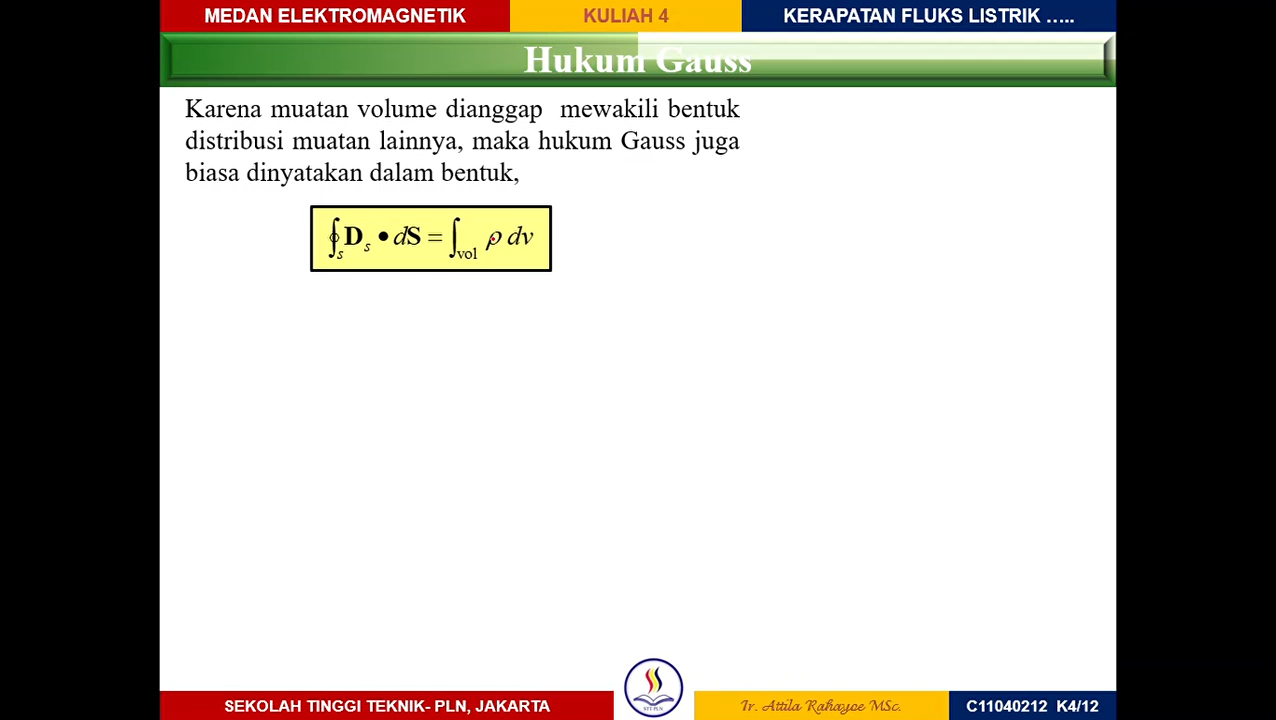 MEDAN ELEKTROMAGNETIK
KULIAH 4
KERAPATAN FLUKS LISTRIK …..
Hukum Gauss
Karena muatan volume dianggap mewakili bentuk
distribusi muatan lainnya, maka hukum Gauss juga
biasa dinyatakan dalam bentuk,
∮s Ds • dS = ∫vol ρ dv
STT PLN
SEKOLAH TINGGI TEKNIK- PLN, JAKARTA
Ir. Attila Rahayoe MSc.
C11040212 K4/12